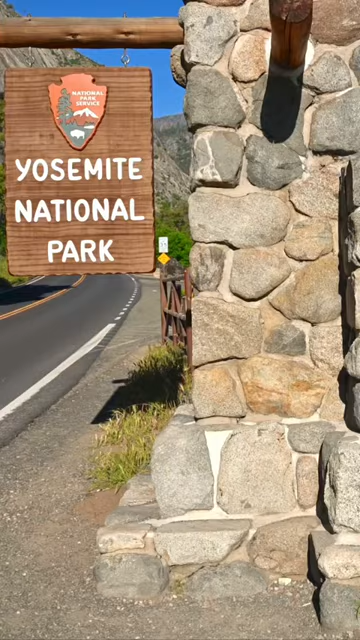 NATIONAL
PARK
SERVICE
YOSEMITE
NATIONAL
PARK